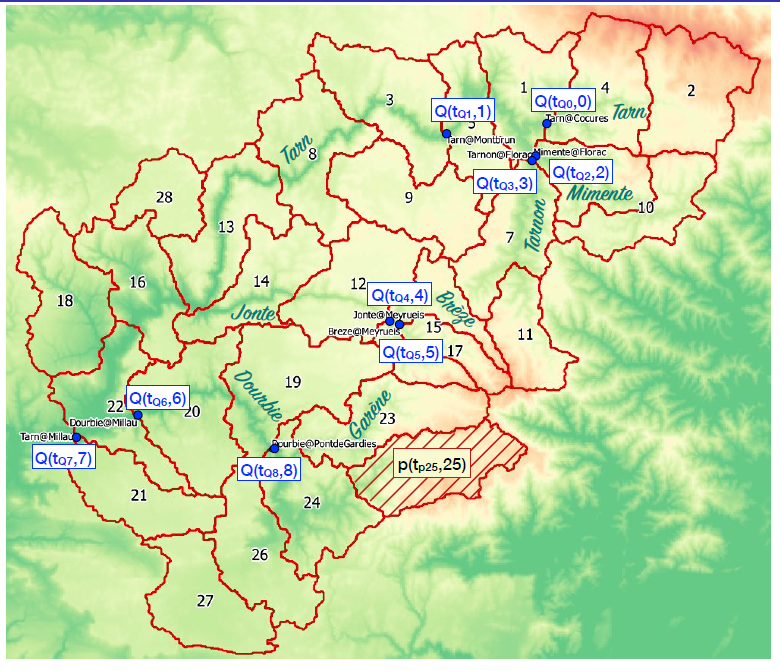 1
4
2
3
Q(tQ1,1)
Q(tQ0,0)
5
Tarn@Cocures
Tarn
Tarn@Montbrun
Tarn
8
Tarnon@Florac
Mimente@Florac
Q(tQ2,2)
Q(tQ3,3)
Mimente
28
9
10
13
7
Tarnon
16
14
12
18
Q(tQ4,4)
Breze
Jonte
Jonte@Meyrueis
15
Breze@Meyrueis
11
Q(tQ5,5)
17
19
Dourbie
Q(tQ6,6)
22
20
Garène
23
Dourbie@Millau
Tarn@Millau
Dourbie@PontdeGardies
Q(tQ7,7)
Q(tQ8,8)
p(tp25,25)
21
24
26
27